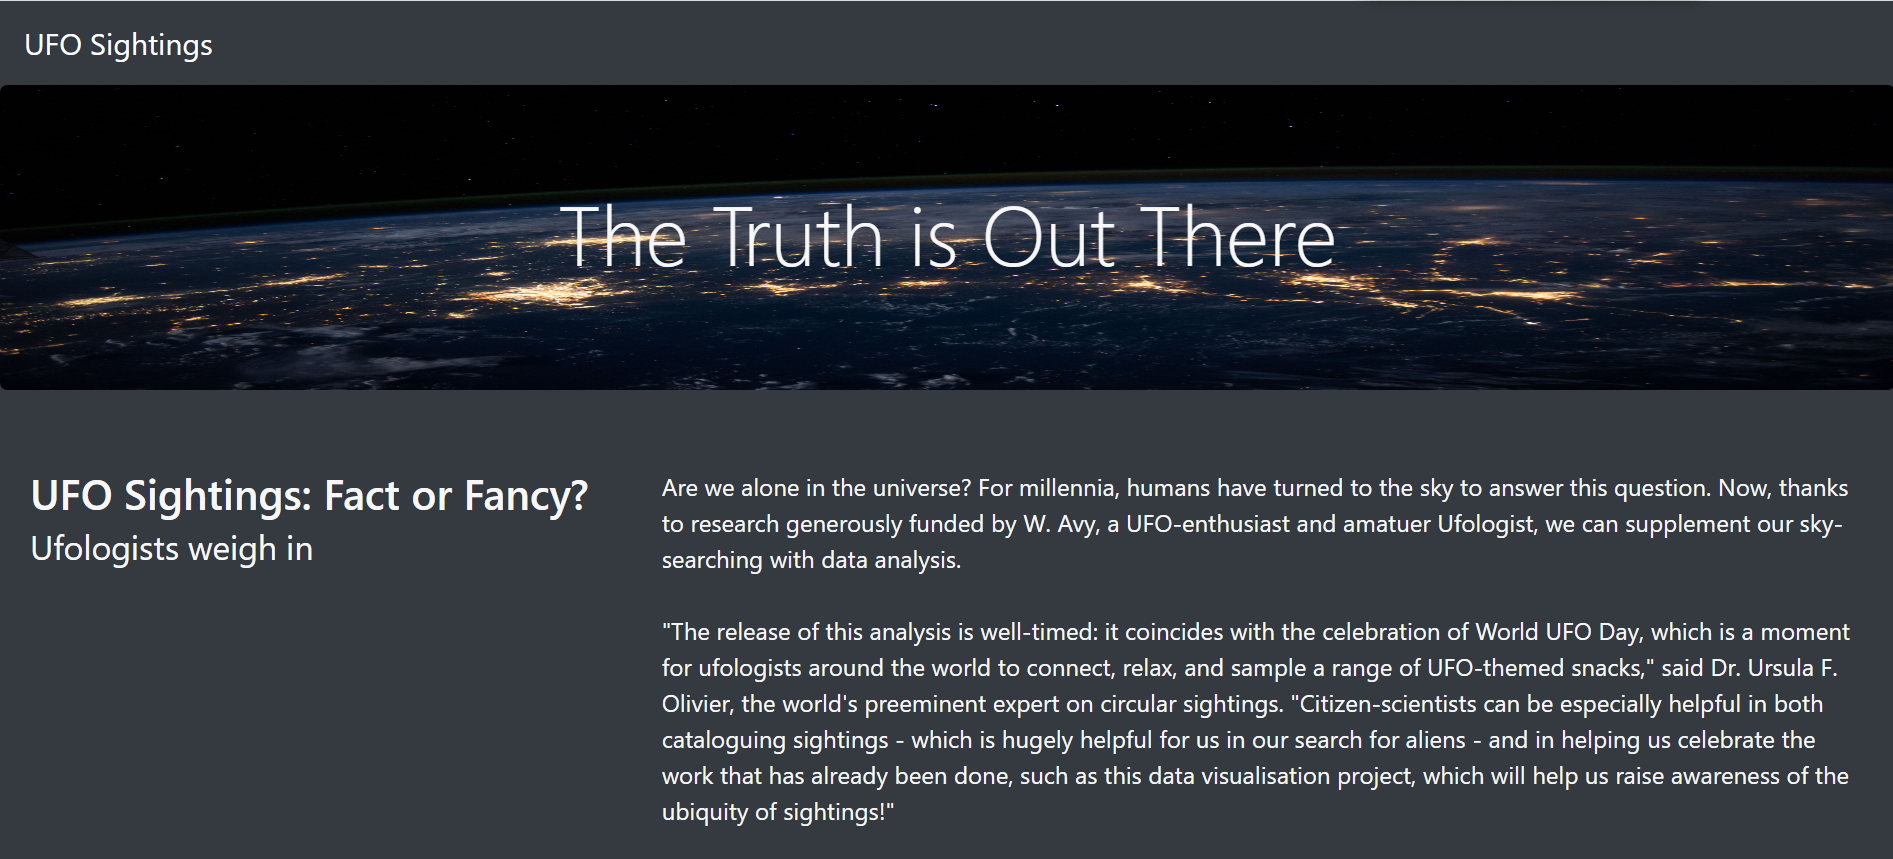 UFO Sightings
The Truth is Out There
UFO Sightings: Fact or Fancy?
Ufologists weigh in
Are we alone in the universe? For millennia, humans have turned to the sky to answer this question. Now, thanks
to research generously funded by W. Avy, a UFO-enthusiast and amatuer Ufologist, we can supplement our sky-
searching with data analysis.
"The release of this analysis is well-timed: it coincides with the celebration of World UFO Day, which is a moment
for ufologists around the world to connect, relax, and sample a range of UFO-themed snacks," said Dr. Ursula F.
Olivier, the world's preeminent expert on circular sightings. "Citizen-scientists can be especially helpful in both
cataloguing sightings - which is hugely helpful for us in our search for aliens - and in helping us celebrate the
work that has already been done, such as this data visualisation project, which will help us raise awareness of the
ubiquity of sightings!"